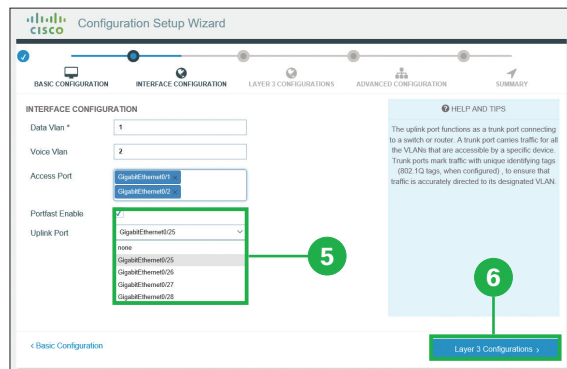 CISCO Configuration Setup Wizard
BASIC CONFIGURATION INTERFACE CONFIGURATION LAYER 3 CONFIGURATIONS ADVANCED CONFIGURATION SUMMARY
INTERFACE CONFIGURATION
Data Vlan * 1
Voice Vlan 2
Access Port GigabitEthernet0/1 ×
GigabitEthernet0/2 ×
Portfast Enable
Uplink Port GigabitEthernet0/25
none
GigabitEthernet0/25
GigabitEthernet0/26
GigabitEthernet0/27
GigabitEthernet0/28
5
HELP AND TIPS
The uplink port functions as a trunk port connecting
to a switch or router. A trunk port carries traffic for all
the VLANs that are accessible by a specific device.
Trunk ports mark traffic with unique identifying tags
(802.1Q tags, when configured) , to ensure that
traffic is accurately directed to its designated VLAN.
6
< Basic Configuration
Layer 3 Configurations >